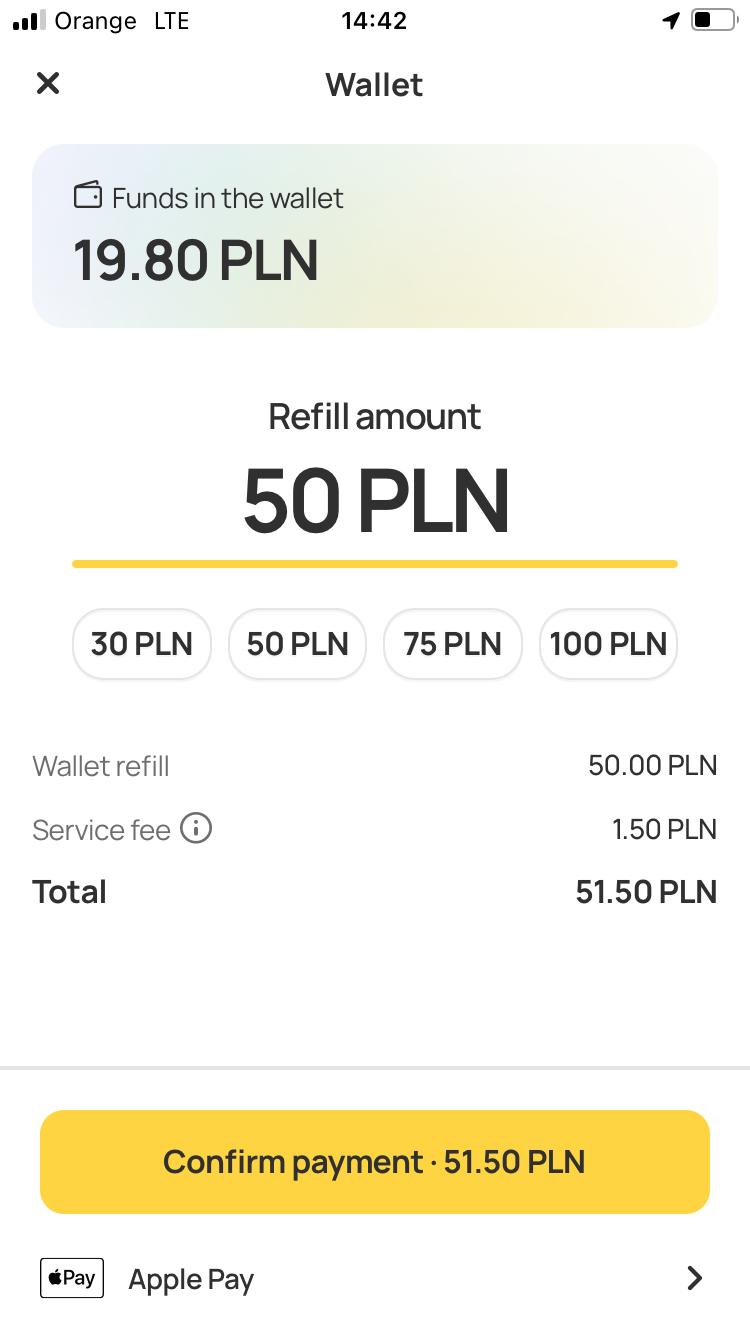 Orange LTE 14:42
Wallet
Funds in the wallet
19.80 PLN
Refill amount
50 PLN
30 PLN 50 PLN 75 PLN 100 PLN
Wallet refill 50.00 PLN
Service fee 1.50 PLN
Total 51.50 PLN
Confirm payment · 51.50 PLN
Pay Apple Pay